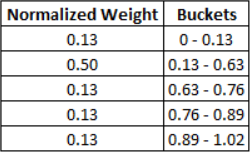 Normalized Weight Buckets
0.13 0 - 0.13
0.50 0.13 - 0.63
0.13 0.63 - 0.76
0.13 0.76 - 0.89
0.13 0.89 - 1.02